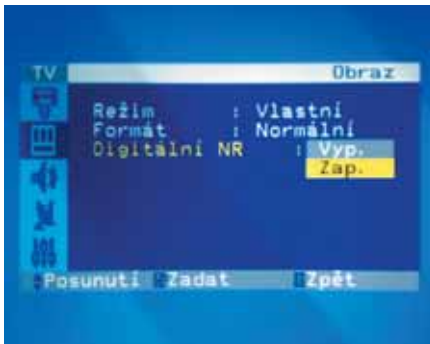 TV Obraz
Režim : Vlastní
Formát : Normální
Digitální NR : Vyp.
Zap.
Posunutí Zadat Zpět